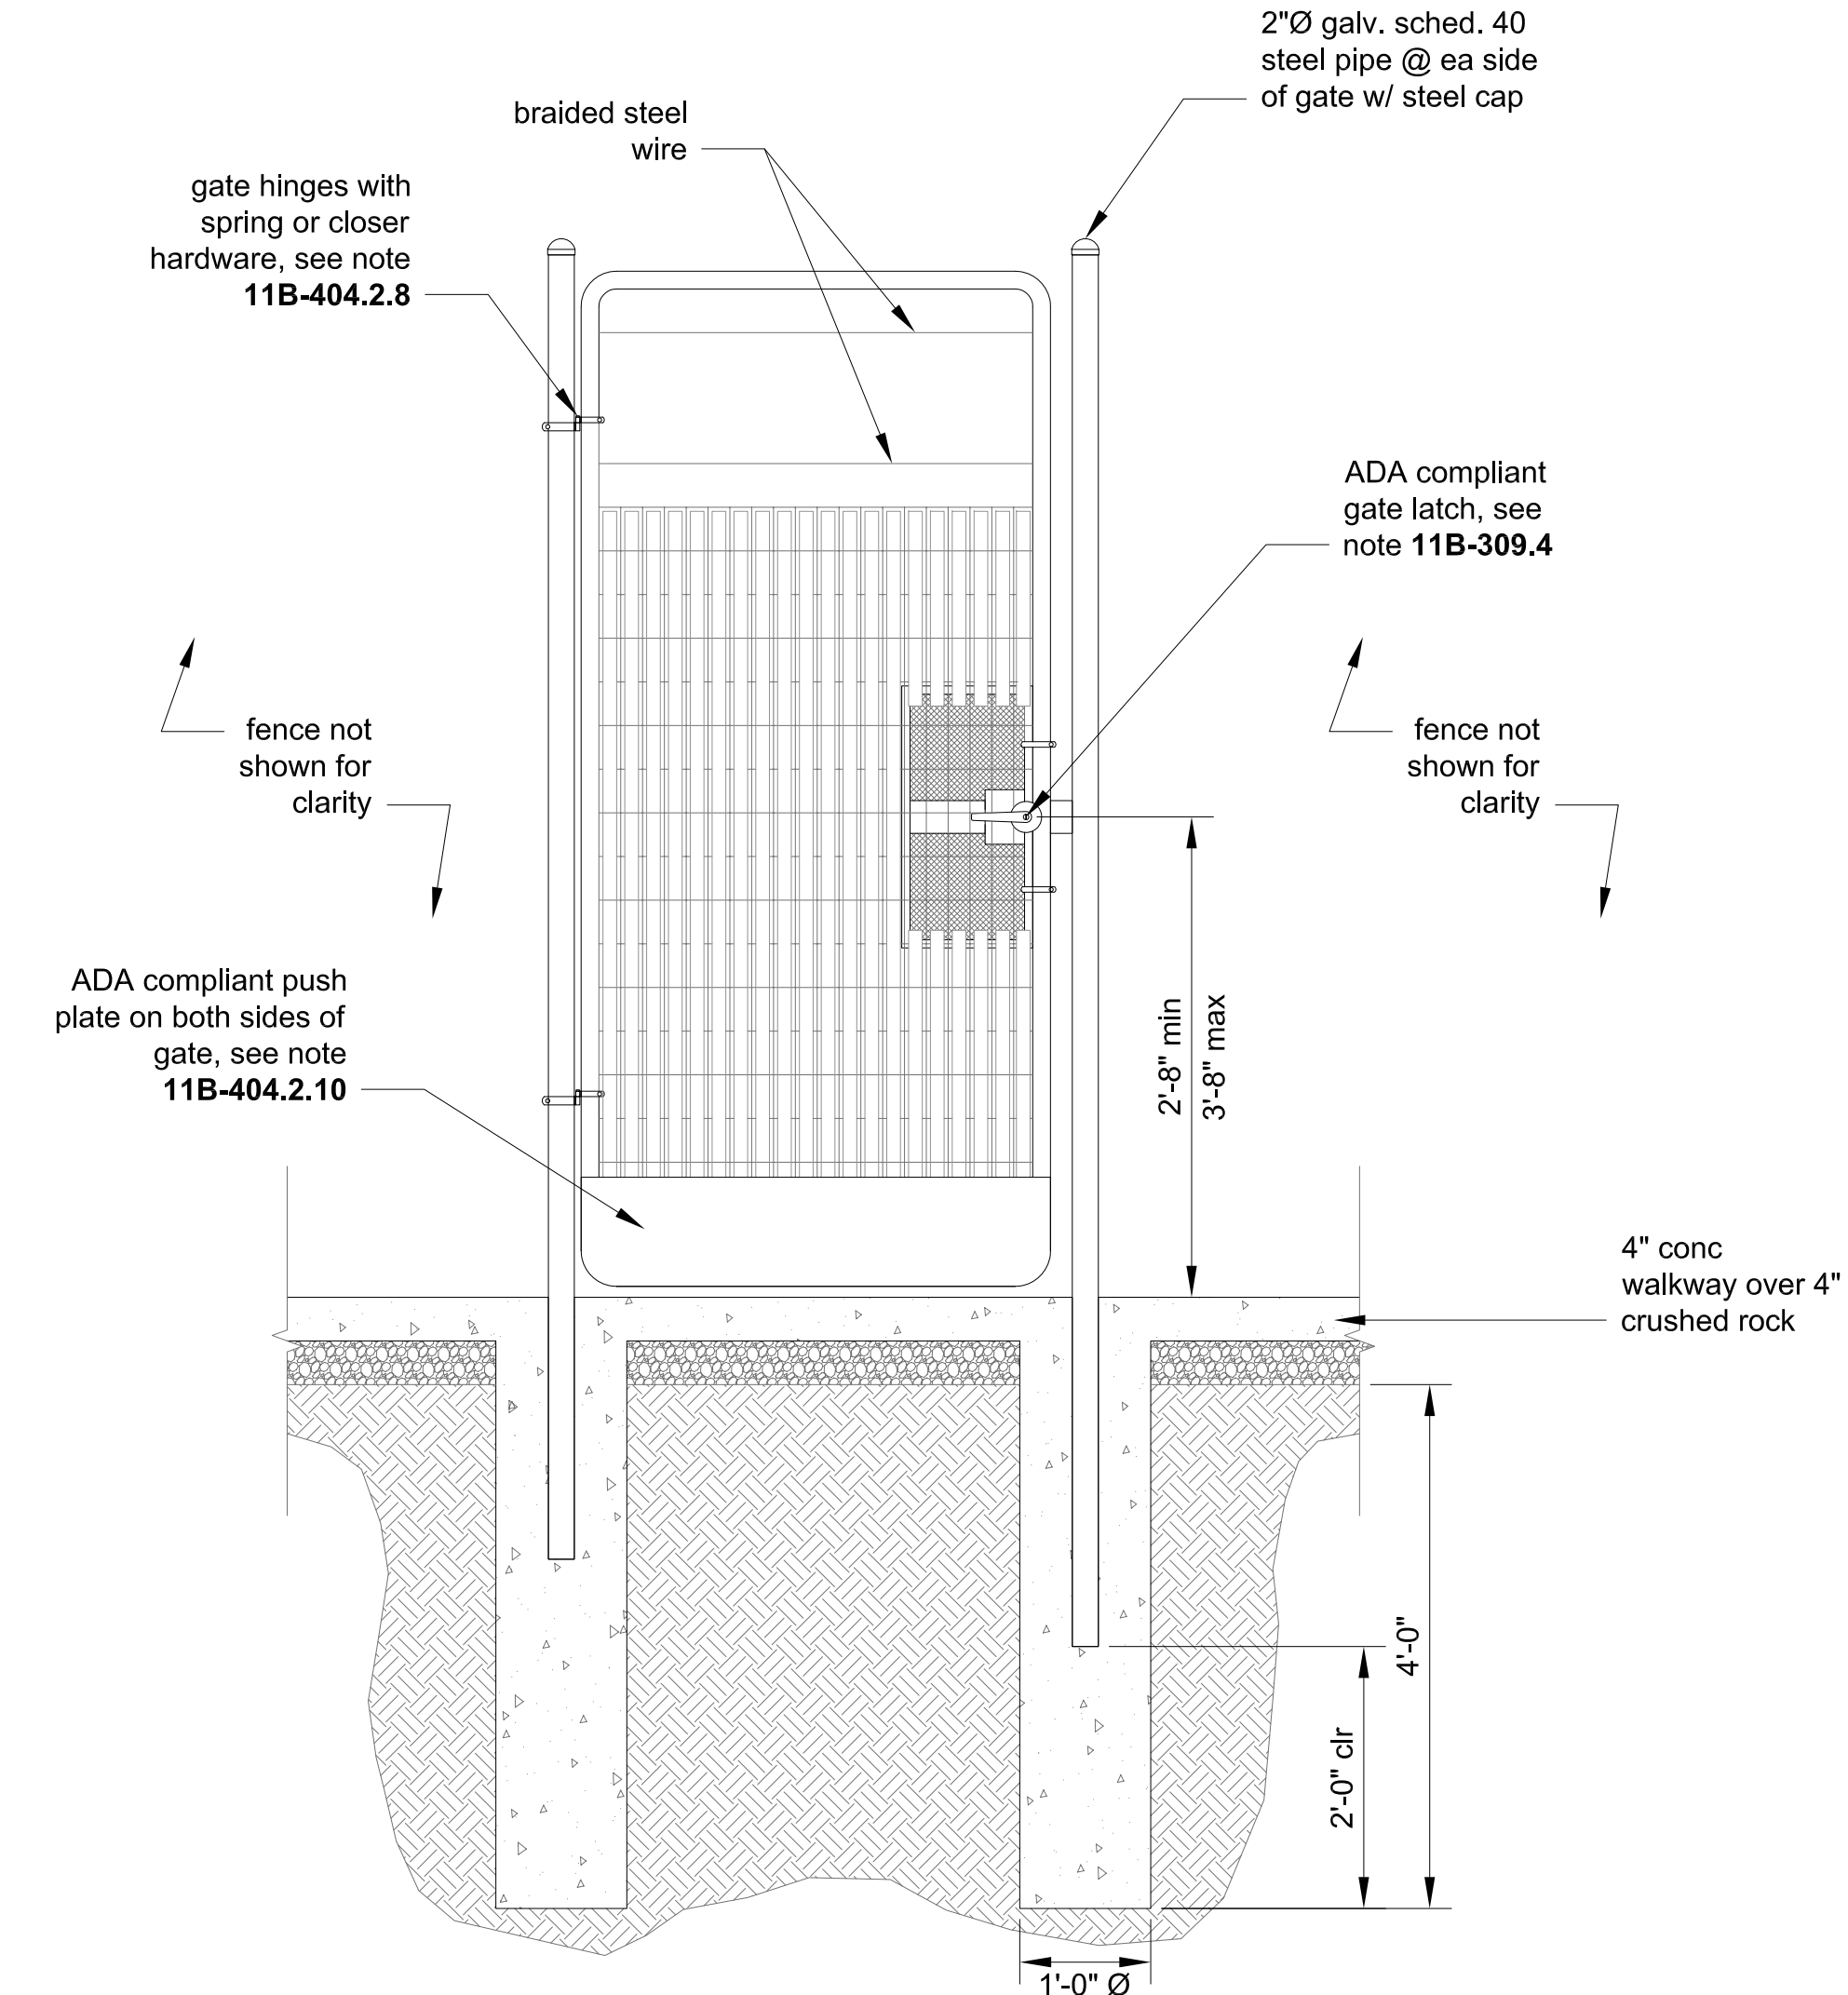 2"Ø galv. sched. 40
steel pipe @ ea side
of gate w/ steel cap
braided steel
wire
gate hinges with
spring or closer
hardware, see note
11B-404.2.8
ADA compliant
gate latch, see
note 11B-309.4
fence not
shown for
clarity
fence not
shown for
clarity
ADA compliant push
plate on both sides of
gate, see note
11B-404.2.10
2'-8" min
3'-8" max
4" conc
walkway over 4"
crushed rock
4'-0"
2'-0" clr
1'-0" Ø